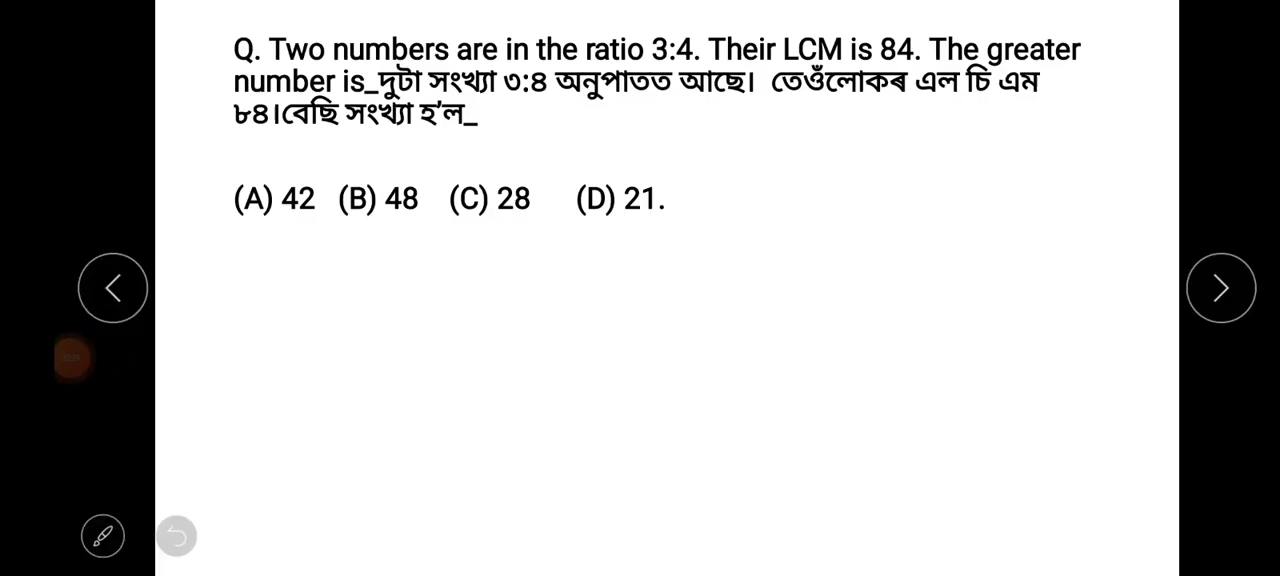 Q. Two numbers are in the ratio 3:4. Their LCM is 84. The greater
number is_দুটা সংখ্যা ৩:৪ অনুপাতত আছে। তেওঁলোকৰ এল চি এম
৮৪।বেছি সংখ্যা হ'ল_
(A) 42 (B) 48 (C) 28 (D) 21.